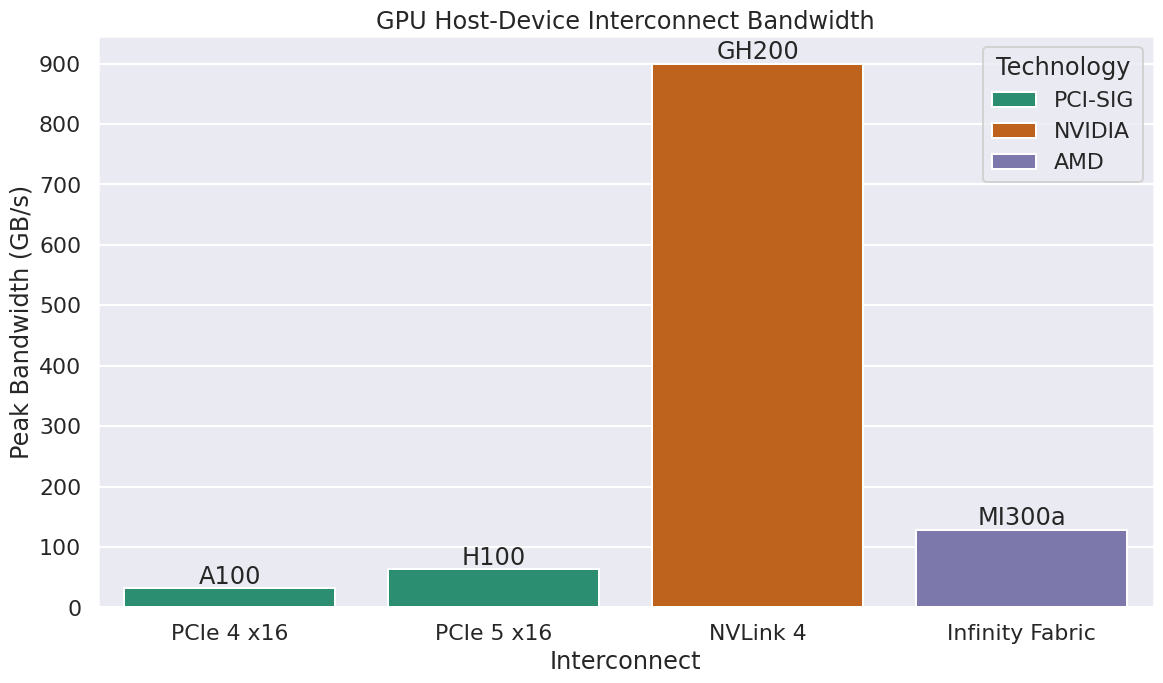 GPU Host-Device Interconnect Bandwidth
Peak Bandwidth (GB/s)
900
800
700
600
500
400
300
200
100
0
A100
H100
GH200
MI300a
Technology
PCI-SIG
NVIDIA
AMD
PCIe 4 x16
PCIe 5 x16
NVLink 4
Infinity Fabric
Interconnect